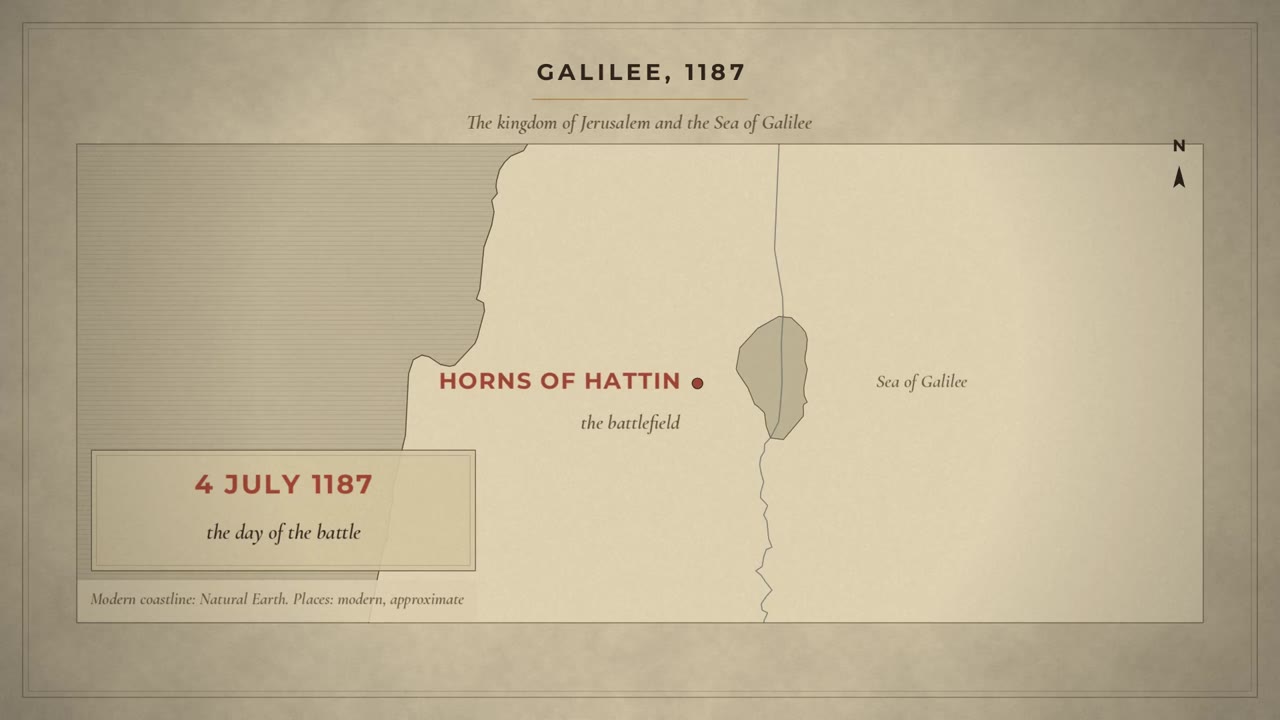 GALILEE, 1187
The kingdom of Jerusalem and the Sea of Galilee
N
HORNS OF HATTIN
Sea of Galilee
the battlefield
4 JULY 1187
the day of the battle
Modern coastline: Natural Earth. Places: modern, approximate